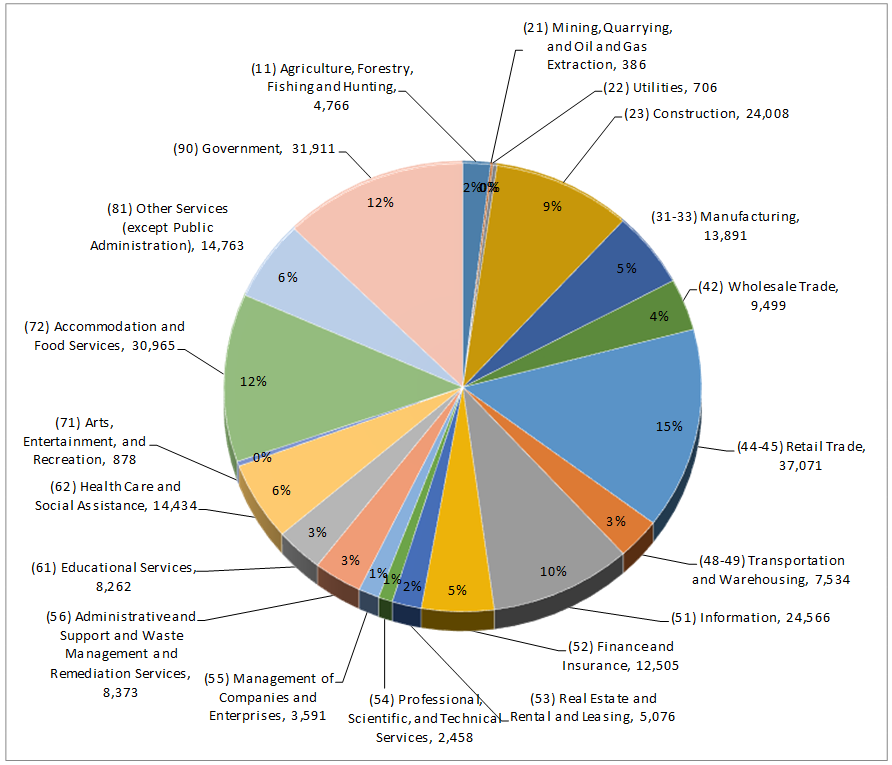 (21) Mining, Quarrying,
and Oil and Gas
Extraction, 386
(11) Agriculture, Forestry,
Fishing and Hunting,
4,766
(22) Utilities, 706
(23) Construction, 24,008
(90) Government, 31,911
(31-33) Manufacturing,
13,891
(81) Other Services
(except Public
Administration), 14,763
(42) Wholesale Trade,
9,499
(72) Accommodation and
Food Services, 30,965
(44-45) Retail Trade,
37,071
(71) Arts,
Entertainment, and
Recreation, 878
(62) Health Care and
Social Assistance, 14,434
(48-49) Transportation
and Warehousing, 7,534
(61) Educational Services,
8,262
(51) Information, 24,566
(56) Administrative and
Support and Waste
Management and
Remediation Services,
8,373
(52) Finance and
Insurance, 12,505
(55) Management of
Companies and
Enterprises, 3,591
(54) Professional,
Scientific, and Technical
Services, 2,458
(53) Real Estate and
Rental and Leasing, 5,076
2%
0%
0%
9%
5%
4%
15%
3%
10%
5%
2%
1%
1%
3%
3%
6%
0%
12%
6%
12%